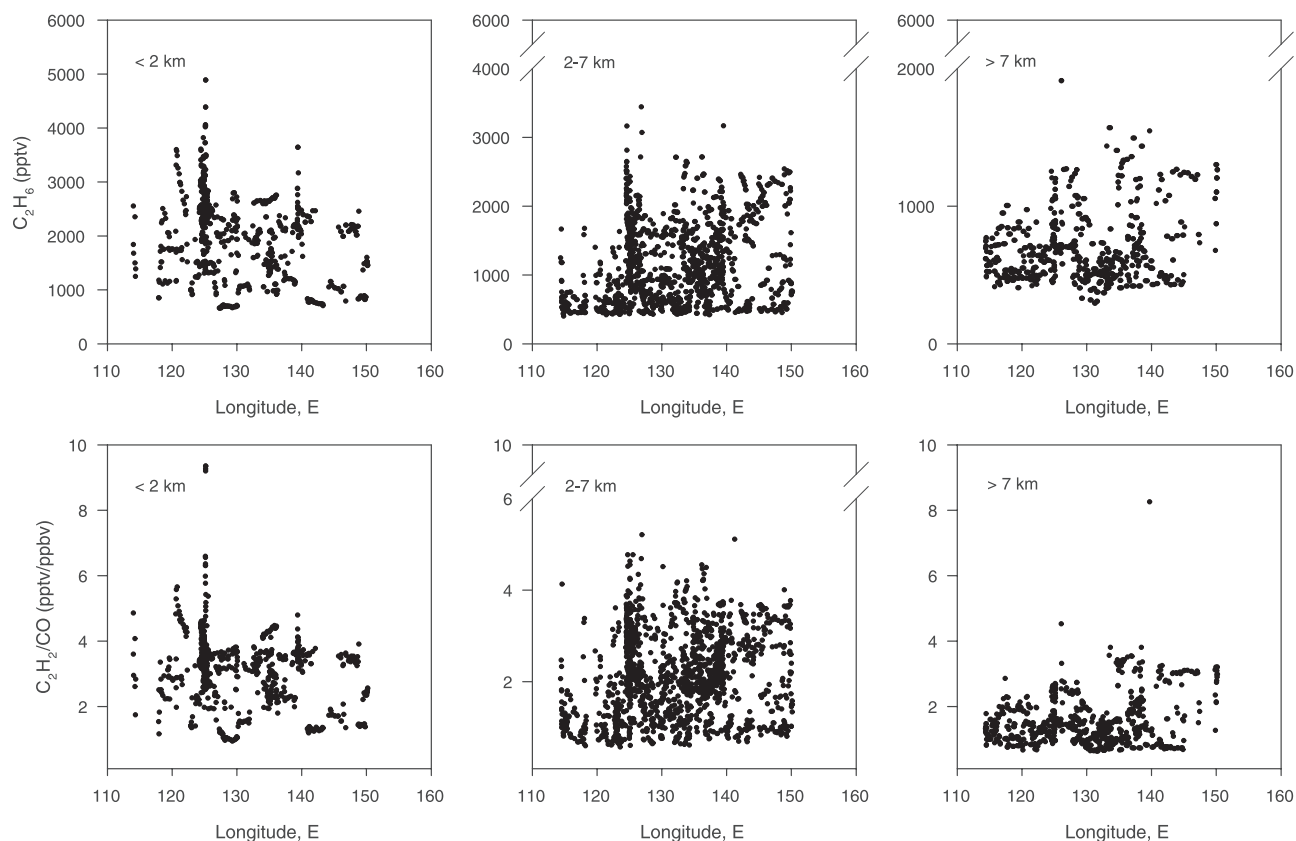 6000
5000
4000
3000
2000
1000
0
C₂H₆ (pptv)
< 2 km
110 120 130 140 150 160
Longitude, E
6000
4000
3000
2000
1000
0
2-7 km
110 120 130 140 150 160
Longitude, E
6000
2000
1000
0
> 7 km
110 120 130 140 150 160
Longitude, E
10
8
6
4
2
C₂H₂/CO (pptv/ppbv)
< 2 km
110 120 130 140 150 160
Longitude, E
10
6
4
2
2-7 km
110 120 130 140 150 160
Longitude, E
10
8
6
4
2
> 7 km
110 120 130 140 150 160
Longitude, E